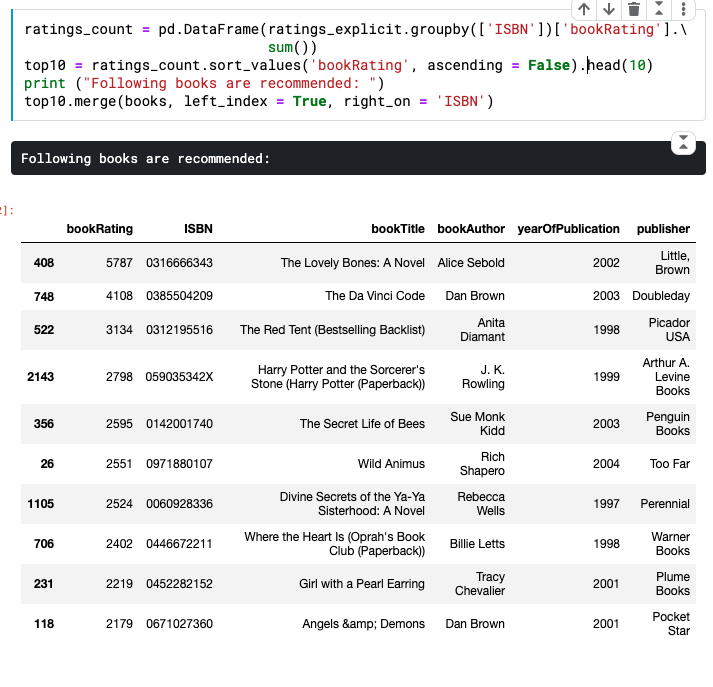 ratings_count = pd.DataFrame(ratings_explicit.groupby(['ISBN'])['bookRating'].\
sum())
top10 = ratings_count.sort_values('bookRating', ascending = False).head(10)
print ("Following books are recommended: ")
top10.merge(books, left_index = True, right_on = 'ISBN')
Following books are recommended:
]:
bookRating ISBN bookTitle bookAuthor yearOfPublication publisher
408 5787 0316666343 The Lovely Bones: A Novel Alice Sebold 2002 Little,
Brown
748 4108 0385504209 The Da Vinci Code Dan Brown 2003 Doubleday
522 3134 0312195516 The Red Tent (Bestselling Backlist) Anita
Diamant 1998 Picador
USA
2143 2798 059035342X Harry Potter and the Sorcerer's
Stone (Harry Potter (Paperback)) J. K.
Rowling 1999 Arthur A.
Levine
Books
356 2595 0142001740 The Secret Life of Bees Sue Monk
Kidd 2003 Penguin
Books
26 2551 0971880107 Wild Animus Rich
Shapero 2004 Too Far
1105 2524 0060928336 Divine Secrets of the Ya-Ya
Sisterhood: A Novel Rebecca
Wells 1997 Perennial
706 2402 0446672211 Where the Heart Is (Oprah's Book
Club (Paperback)) Billie Letts 1998 Warner
Books
231 2219 0452282152 Girl with a Pearl Earring Tracy
Chevalier 2001 Plume
Books
118 2179 0671027360 Angels &amp; Demons Dan Brown 2001 Pocket
Star